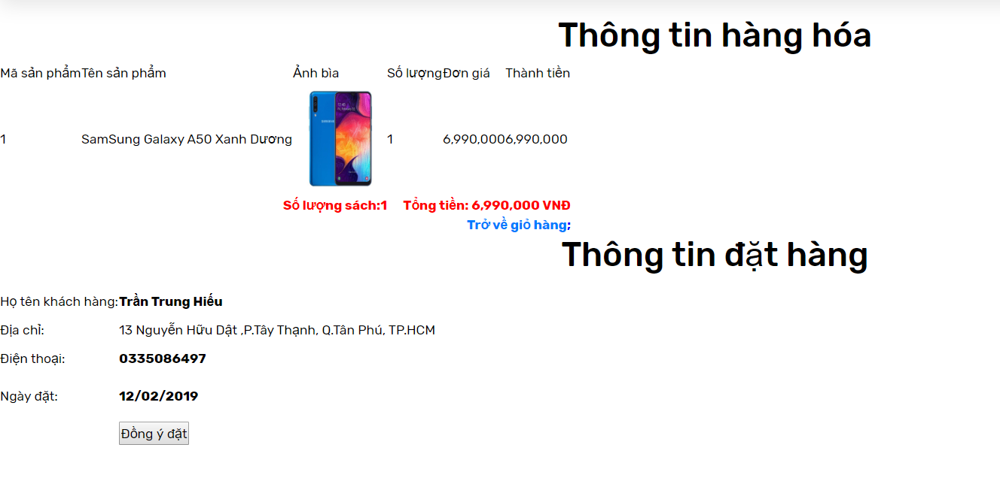 Thông tin hàng hóa
Mã sản phẩm Tên sản phẩm Ảnh bìa Số lượng Đơn giá Thành tiền
SAMSUNG
1 SamSung Galaxy A50 Xanh Dương 1 6,990,000 6,990,000
Số lượng sách:1 Tổng tiền: 6,990,000 VNĐ
Trở về giỏ hàng;
Thông tin đặt hàng
Họ tên khách hàng: Trần Trung Hiếu
Địa chỉ: 13 Nguyễn Hữu Dật ,P.Tây Thạnh, Q.Tân Phú, TP.HCM
Điện thoại: 0335086497
Ngày đặt: 12/02/2019
Đồng ý đặt